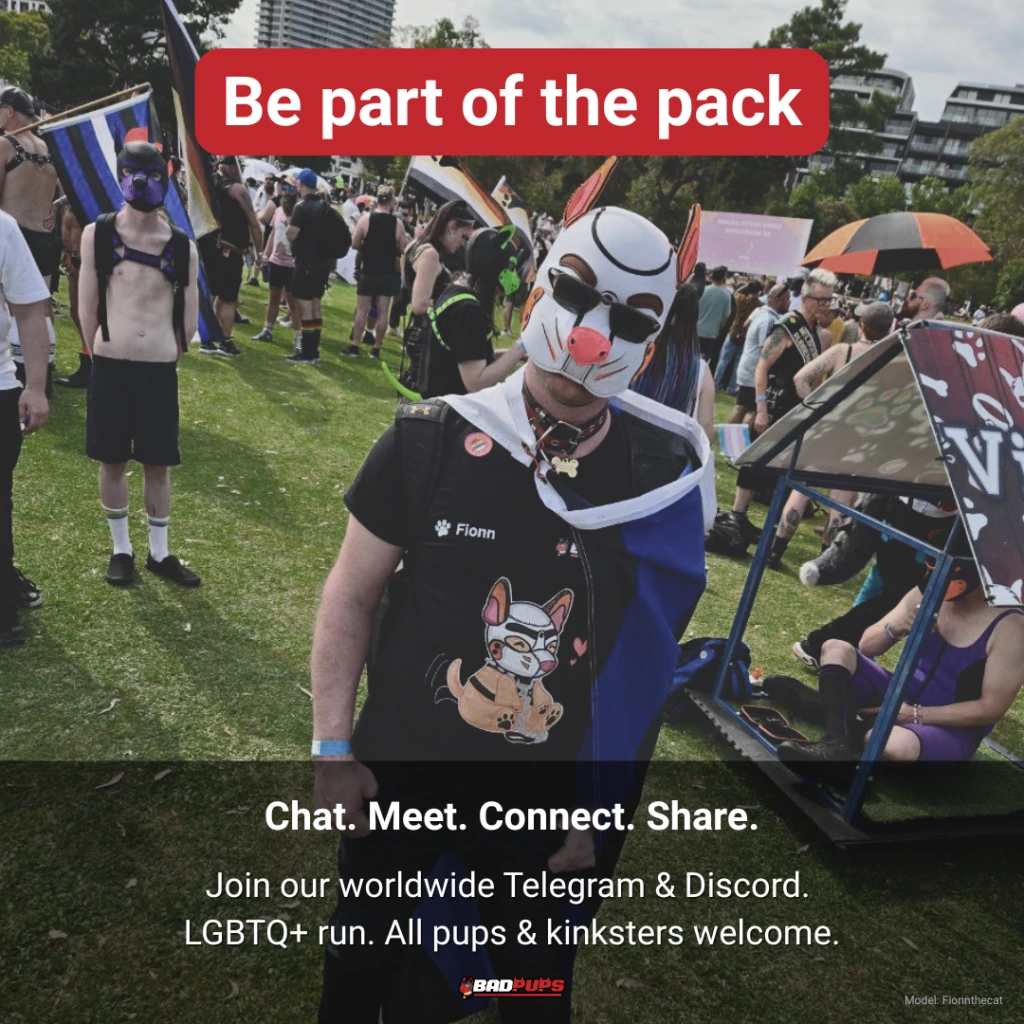 Be part of the pack
Fionn
Vi
Chat. Meet. Connect. Share.
Join our worldwide Telegram & Discord.
LGBTQ+ run. All pups & kinksters welcome.
BADPUPS
Model: Fionnthecat